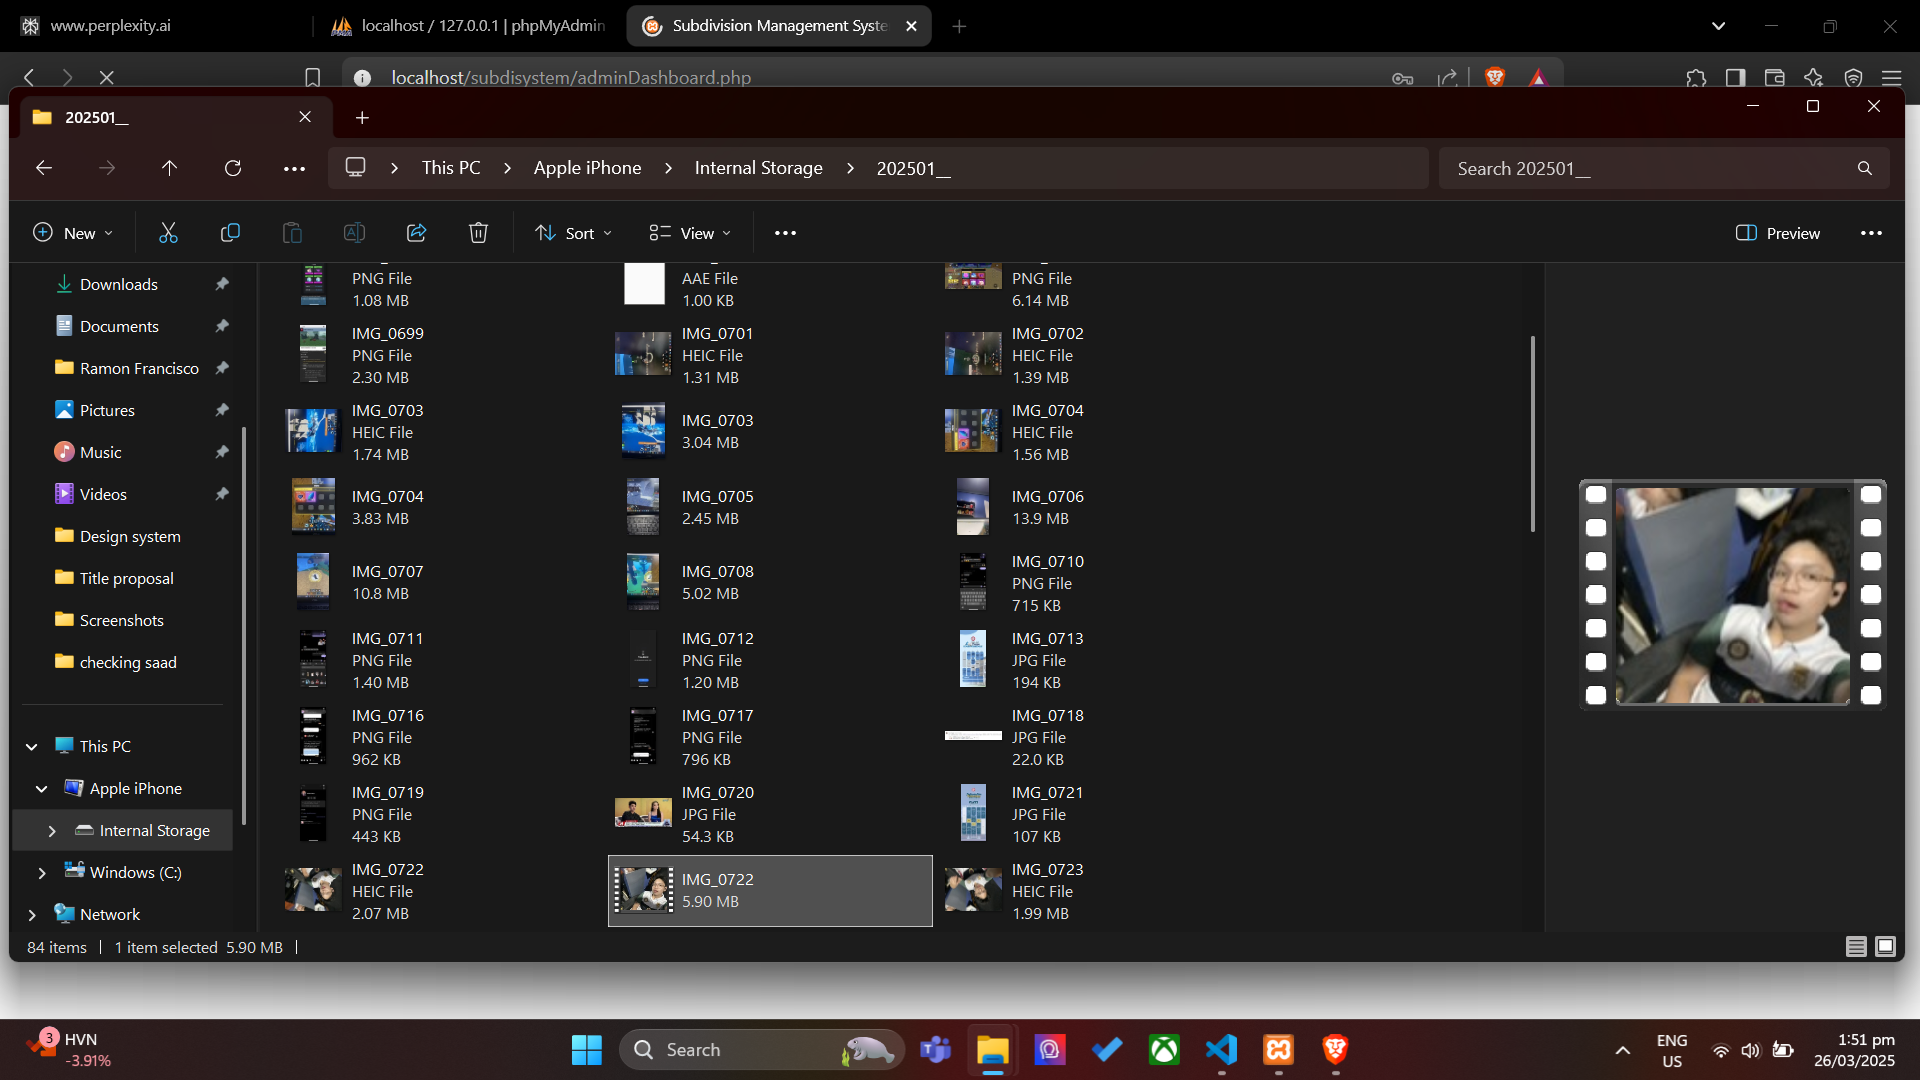 www.perplexity.ai
localhost / 127.0.0.1 | phpMyAdmin
Subdivision Management Syste
localhost/subdisystem/adminDashboard.php
202501__
This PC
Apple iPhone
Internal Storage
202501__
Search 202501__
New
Sort
View
Preview
Downloads
Documents
Ramon Francisco
Pictures
Music
Videos
Design system
Title proposal
Screenshots
checking saad
This PC
Apple iPhone
Internal Storage
Windows (C:)
Network
PNG File
1.08 MB
AAE File
1.00 KB
PNG File
6.14 MB
IMG_0699
PNG File
2.30 MB
IMG_0701
HEIC File
1.31 MB
IMG_0702
HEIC File
1.39 MB
IMG_0703
HEIC File
1.74 MB
IMG_0703
3.04 MB
IMG_0704
HEIC File
1.56 MB
IMG_0704
3.83 MB
IMG_0705
2.45 MB
IMG_0706
13.9 MB
IMG_0707
10.8 MB
IMG_0708
5.02 MB
IMG_0710
PNG File
715 KB
IMG_0711
PNG File
1.40 MB
IMG_0712
PNG File
1.20 MB
IMG_0713
JPG File
194 KB
IMG_0716
PNG File
962 KB
IMG_0717
PNG File
796 KB
IMG_0718
JPG File
22.0 KB
IMG_0719
PNG File
443 KB
IMG_0720
JPG File
54.3 KB
IMG_0721
JPG File
107 KB
IMG_0722
HEIC File
2.07 MB
IMG_0722
5.90 MB
IMG_0723
HEIC File
1.99 MB
84 items
1 item selected 5.90 MB
3
HVN
-3.91%
Search
ENG
US
1:51 pm
26/03/2025